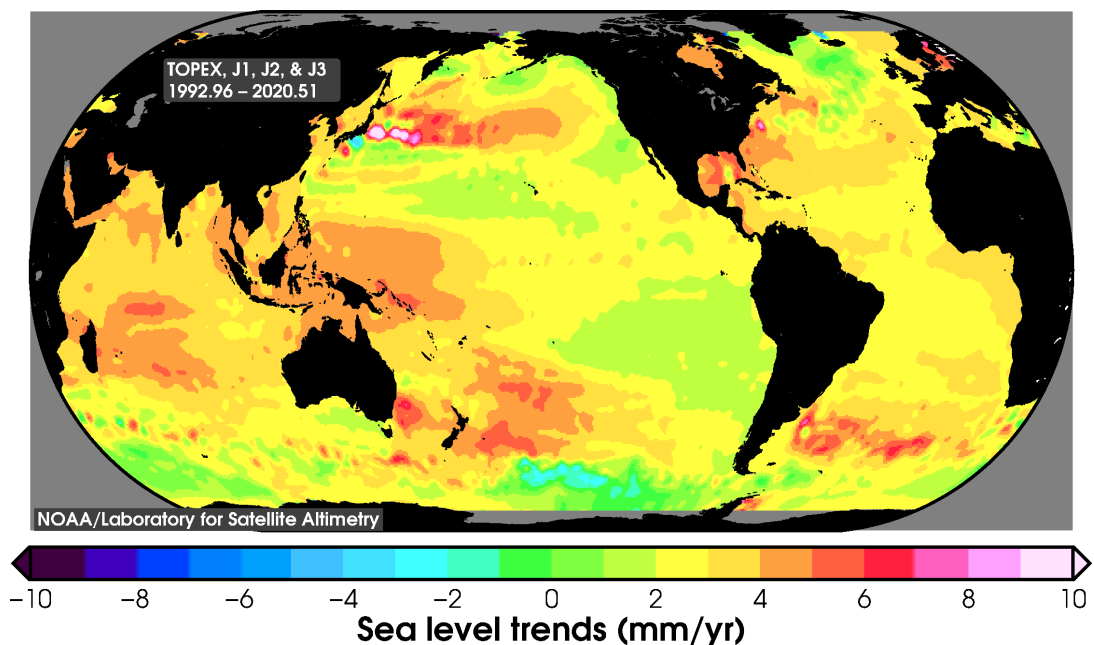 TOPEX, J1, J2, & J3
1992.96 – 2020.51
NOAA/Laboratory for Satellite Altimetry
−10 −8 −6 −4 −2 0 2 4 6 8 10
Sea level trends (mm/yr)